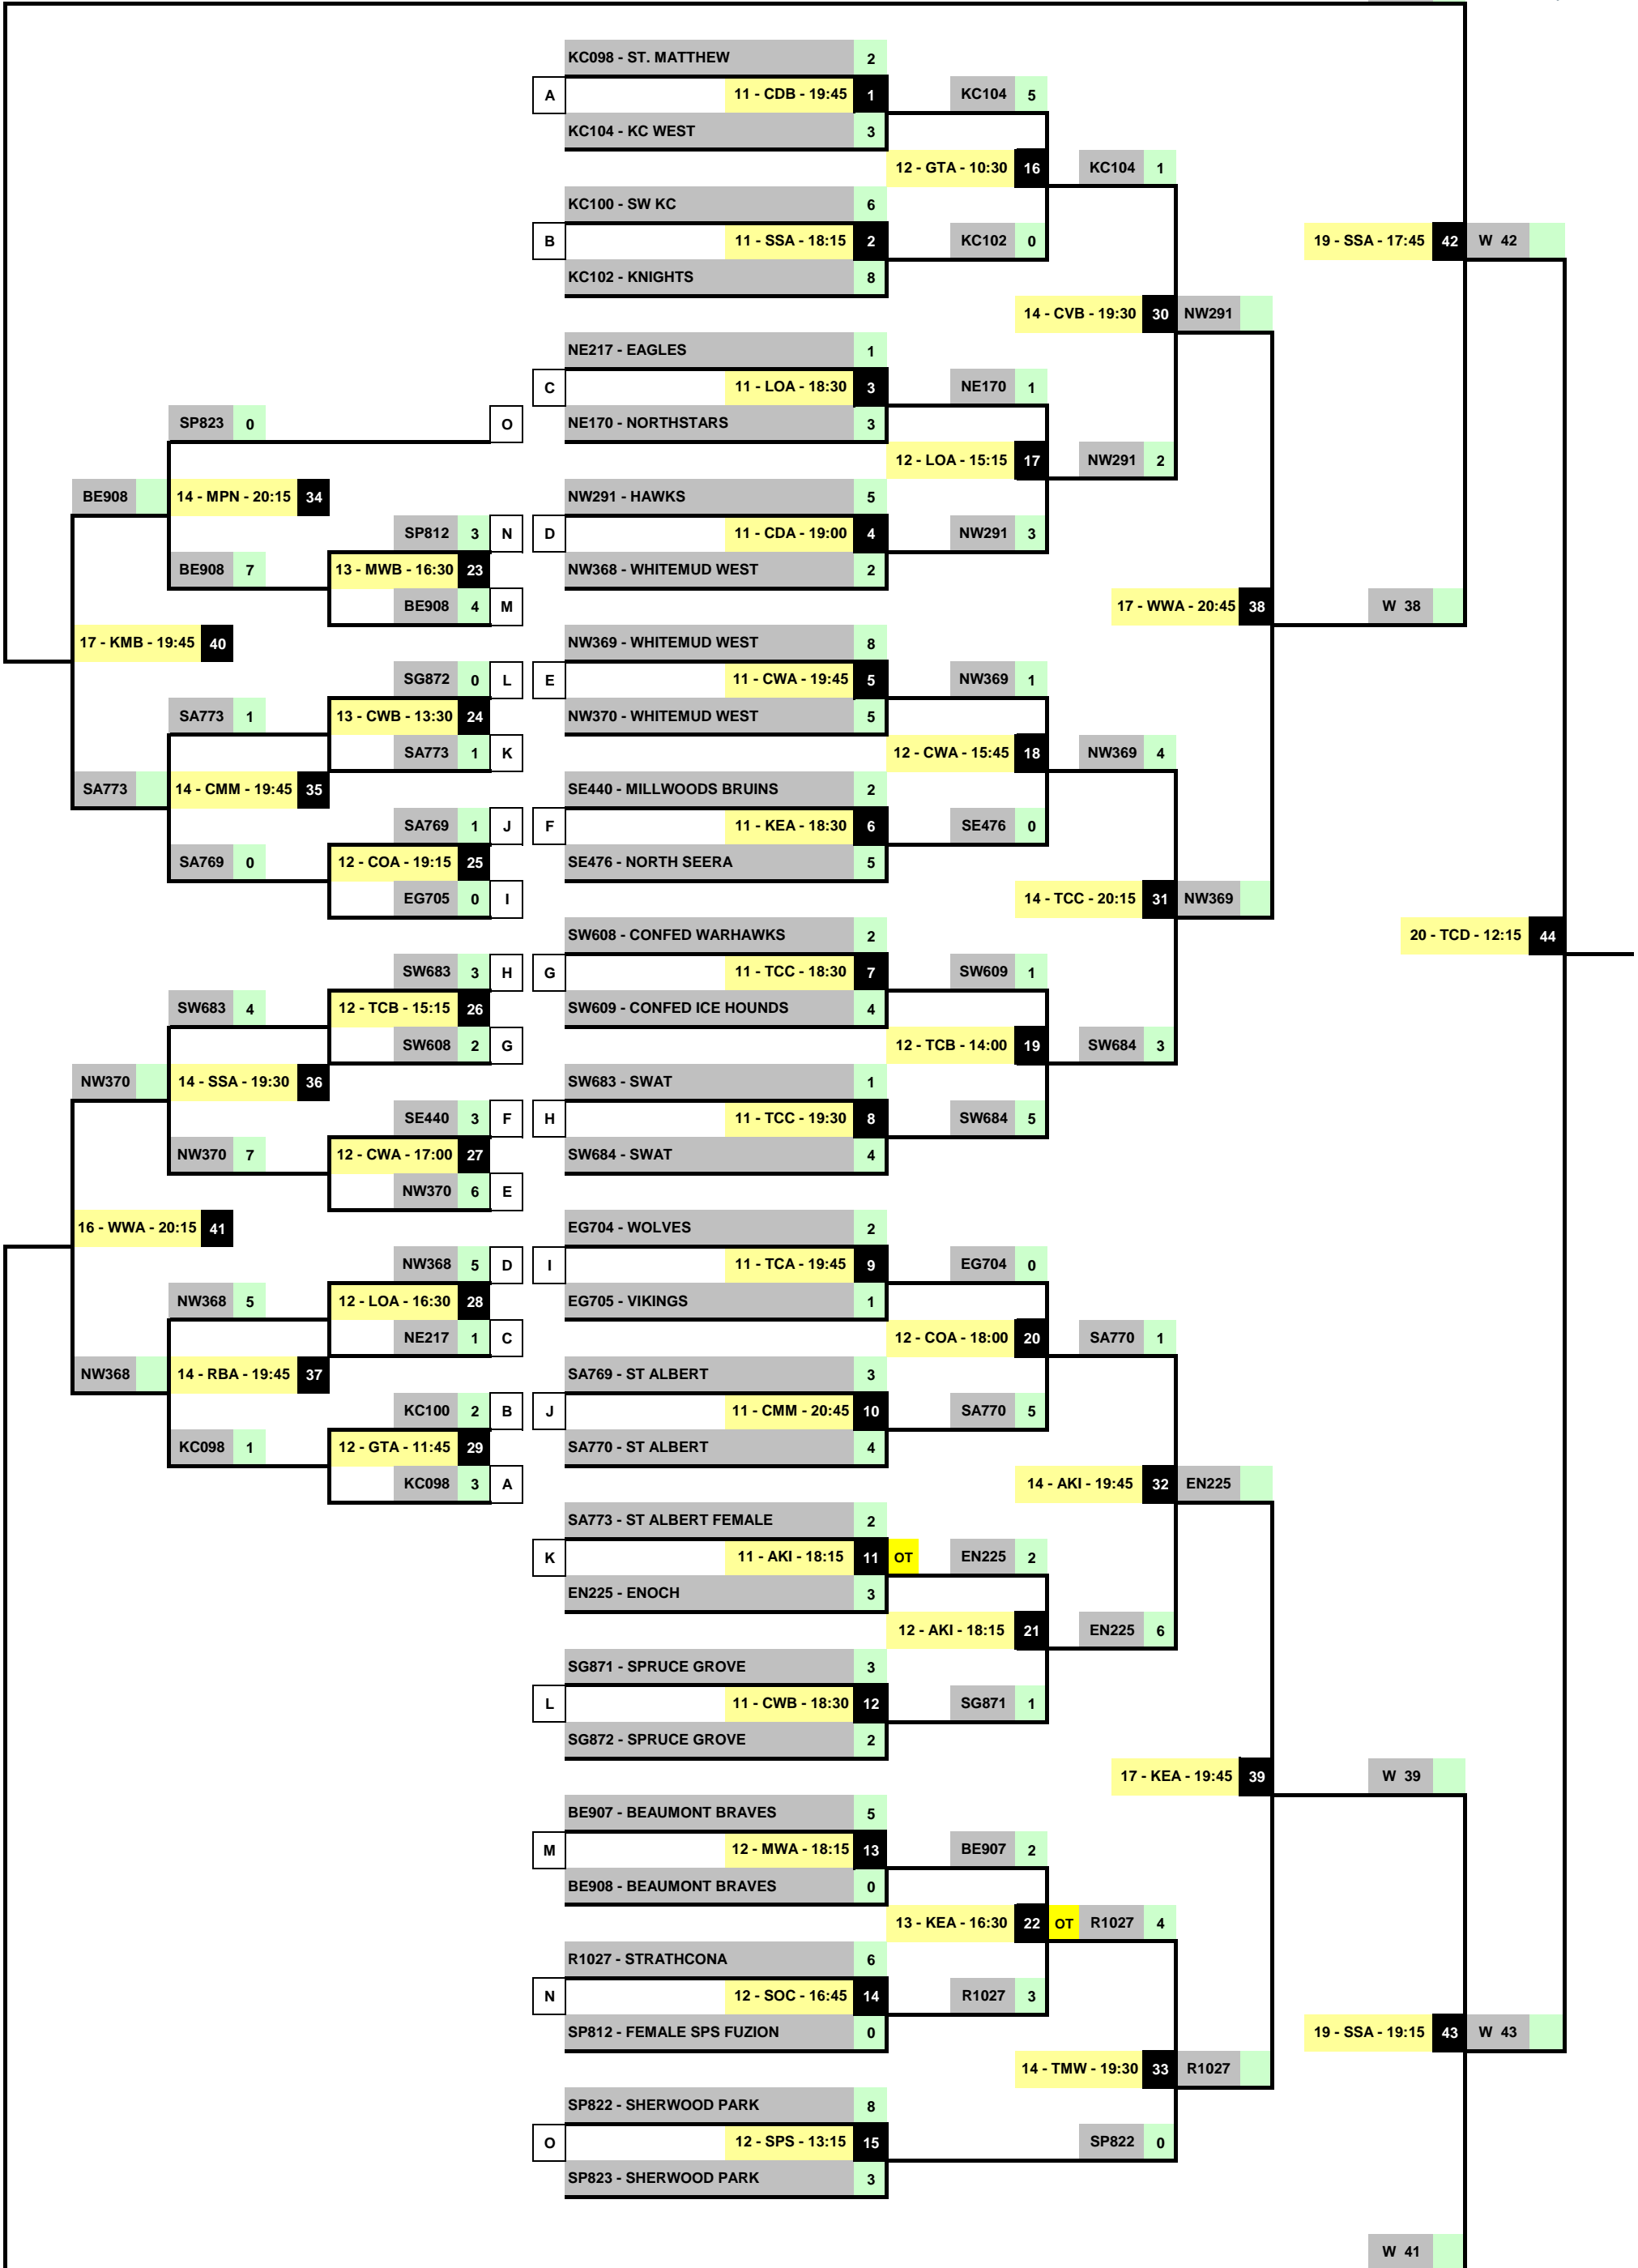 KC098 - ST. MATTHEW 2
A 11 - CDB - 19:45 1 KC104 5
KC104 - KC WEST 3
12 - GTA - 10:30 16 KC104 1
KC100 - SW KC 6
B 11 - SSA - 18:15 2 KC102 0 19 - SSA - 17:45 42 W 42
KC102 - KNIGHTS 8
14 - CVB - 19:30 30 NW291
NE217 - EAGLES 1
C 11 - LOA - 18:30 3 NE170 1
SP823 0 O NE170 - NORTHSTARS 3
12 - LOA - 15:15 17 NW291 2
BE908 14 - MPN - 20:15 34 NW291 - HAWKS 5
SP812 3 N D 11 - CDA - 19:00 4 NW291 3
BE908 7 13 - MWB - 16:30 23 NW368 - WHITEMUD WEST 2
BE908 4 M 17 - WWA - 20:45 38 W 38
17 - KMB - 19:45 40 NW369 - WHITEMUD WEST 8
SG872 0 L E 11 - CWA - 19:45 5 NW369 1
SA773 1 13 - CWB - 13:30 24 NW370 - WHITEMUD WEST 5
SA773 1 K 12 - CWA - 15:45 18 NW369 4
SA773 14 - CMM - 19:45 35 SE440 - MILLWOODS BRUINS 2
SA769 1 J F 11 - KEA - 18:30 6 SE476 0
SA769 0 12 - COA - 19:15 25 SE476 - NORTH SEERA 5
EG705 0 I 14 - TCC - 20:15 31 NW369
SW608 - CONFED WARHAWKS 2 20 - TCD - 12:15 44
SW683 3 H G 11 - TCC - 18:30 7 SW609 1
SW683 4 12 - TCB - 15:15 26 SW609 - CONFED ICE HOUNDS 4
SW608 2 G 12 - TCB - 14:00 19 SW684 3
NW370 14 - SSA - 19:30 36 SW683 - SWAT 1
SE440 3 F H 11 - TCC - 19:30 8 SW684 5
NW370 7 12 - CWA - 17:00 27 SW684 - SWAT 4
NW370 6 E
16 - WWA - 20:15 41 EG704 - WOLVES 2
NW368 5 D I 11 - TCA - 19:45 9 EG704 0
NW368 5 12 - LOA - 16:30 28 EG705 - VIKINGS 1
NE217 1 C 12 - COA - 18:00 20 SA770 1
NW368 14 - RBA - 19:45 37 SA769 - ST ALBERT 3
KC100 2 B J 11 - CMM - 20:45 10 SA770 5
KC098 1 12 - GTA - 11:45 29 SA770 - ST ALBERT 4
KC098 3 A 14 - AKI - 19:45 32 EN225
SA773 - ST ALBERT FEMALE 2
K 11 - AKI - 18:15 11 OT EN225 2
EN225 - ENOCH 3
12 - AKI - 18:15 21 EN225 6
SG871 - SPRUCE GROVE 3
L 11 - CWB - 18:30 12 SG871 1
SG872 - SPRUCE GROVE 2
17 - KEA - 19:45 39 W 39
BE907 - BEAUMONT BRAVES 5
M 12 - MWA - 18:15 13 BE907 2
BE908 - BEAUMONT BRAVES 0
13 - KEA - 16:30 22 OT R1027 4
R1027 - STRATHCONA 6
N 12 - SOC - 16:45 14 R1027 3
SP812 - FEMALE SPS FUZION 0 19 - SSA - 19:15 43 W 43
14 - TMW - 19:30 33 R1027
SP822 - SHERWOOD PARK 8
O 12 - SPS - 13:15 15 SP822 0
SP823 - SHERWOOD PARK 3
W 41